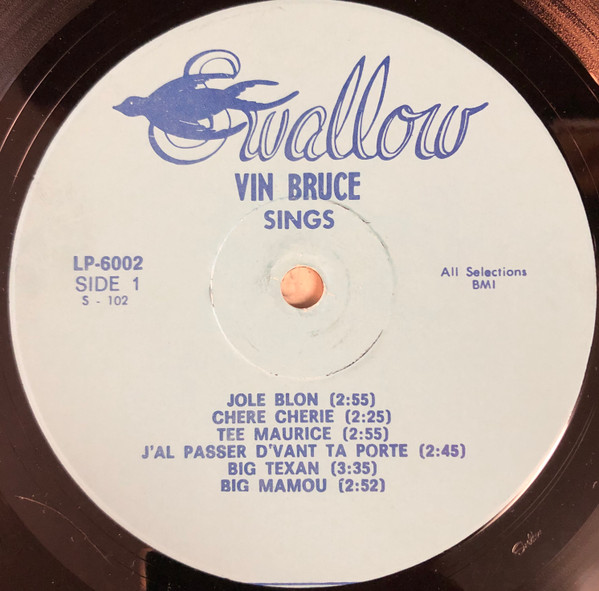 Swallow
VIN BRUCE
SINGS
LP-6002
SIDE 1
S - 102
All Selections
BMI
JOLE BLON (2:55)
CHERE CHERIE (2:25)
TEE MAURICE (2:55)
J'AL PASSER D'VANT TA PORTE (2:45)
BIG TEXAN (3:35)
BIG MAMOU (2:52)